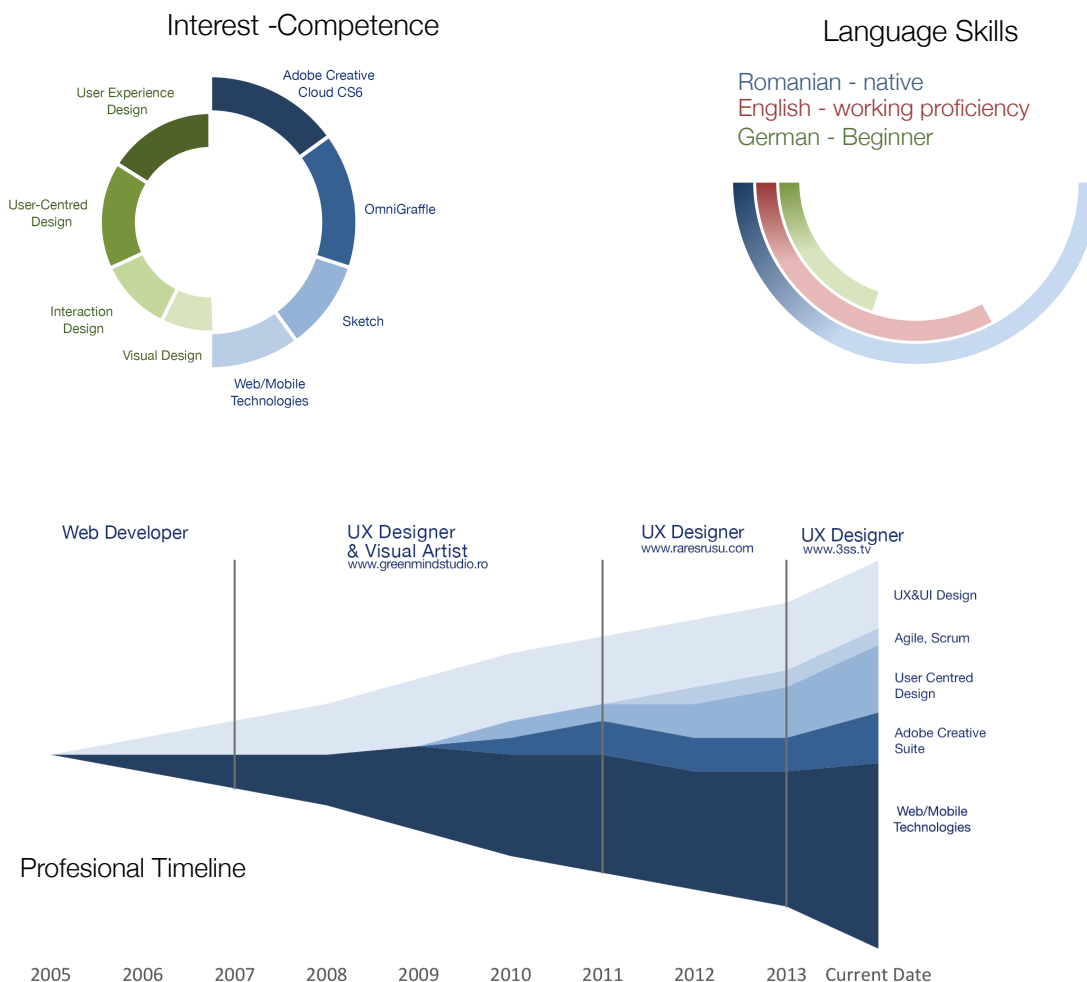 Interest -Competence
Adobe Creative
Cloud CS6
User Experience
Design
User-Centred
Design
OmniGraffle
Interaction
Design
Sketch
Visual Design
Web/Mobile
Technologies
Language Skills
Romanian - native
English - working proficiency
German - Beginner
Web Developer
UX Designer
& Visual Artist
www.greenmindstudio.ro
UX Designer
www.raresrusu.com
UX Designer
www.3ss.tv
UX&UI Design
Agile, Scrum
User Centred
Design
Adobe Creative
Suite
Web/Mobile
Technologies
Profesional Timeline
2005 2006 2007 2008 2009 2010 2011 2012 2013 Current Date